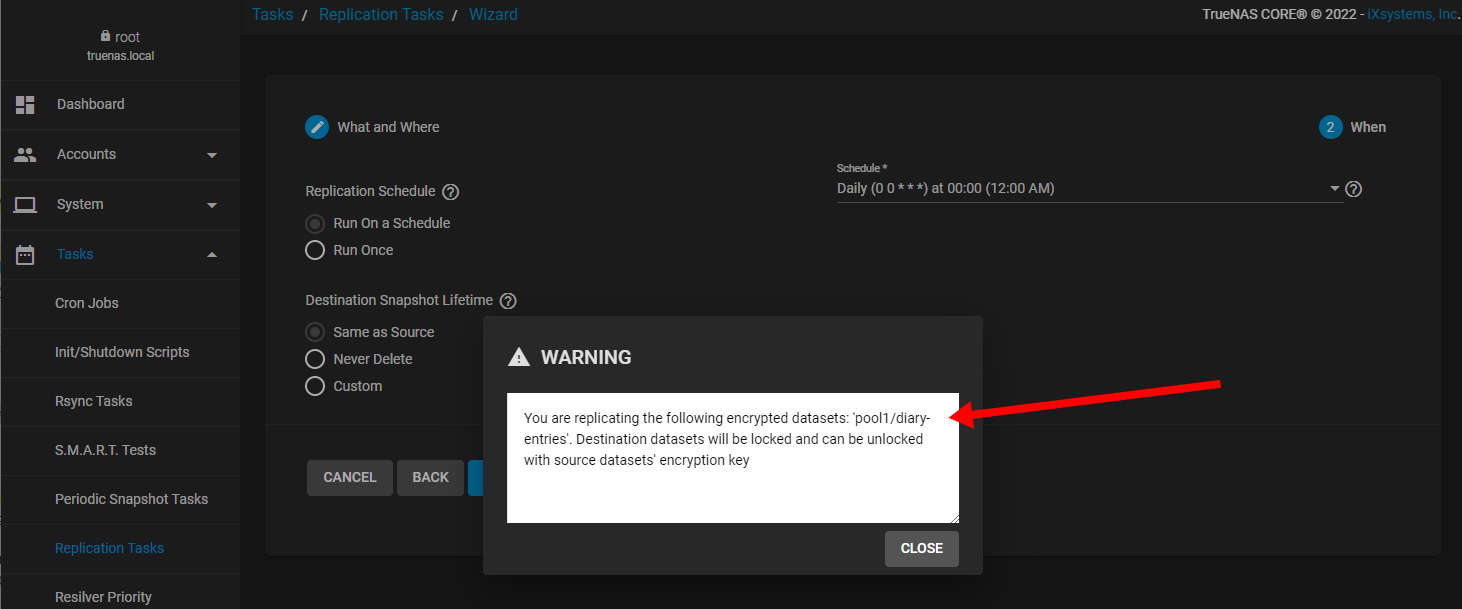 Tasks / Replication Tasks / Wizard
TrueNAS CORE® © 2022 - iXsystems, Inc.
root
truenas.local
Dashboard
Accounts
System
Tasks
Cron Jobs
Init/Shutdown Scripts
Rsync Tasks
S.M.A.R.T. Tests
Periodic Snapshot Tasks
Replication Tasks
Resilver Priority
What and Where
2 When
Replication Schedule ?
Run On a Schedule
Run Once
Schedule *
Daily (0 0 * * *) at 00:00 (12:00 AM) ?
Destination Snapshot Lifetime ?
Same as Source
Never Delete
Custom
CANCEL BACK
WARNING
You are replicating the following encrypted datasets: 'pool1/diary-
entries'. Destination datasets will be locked and can be unlocked
with source datasets' encryption key
CLOSE